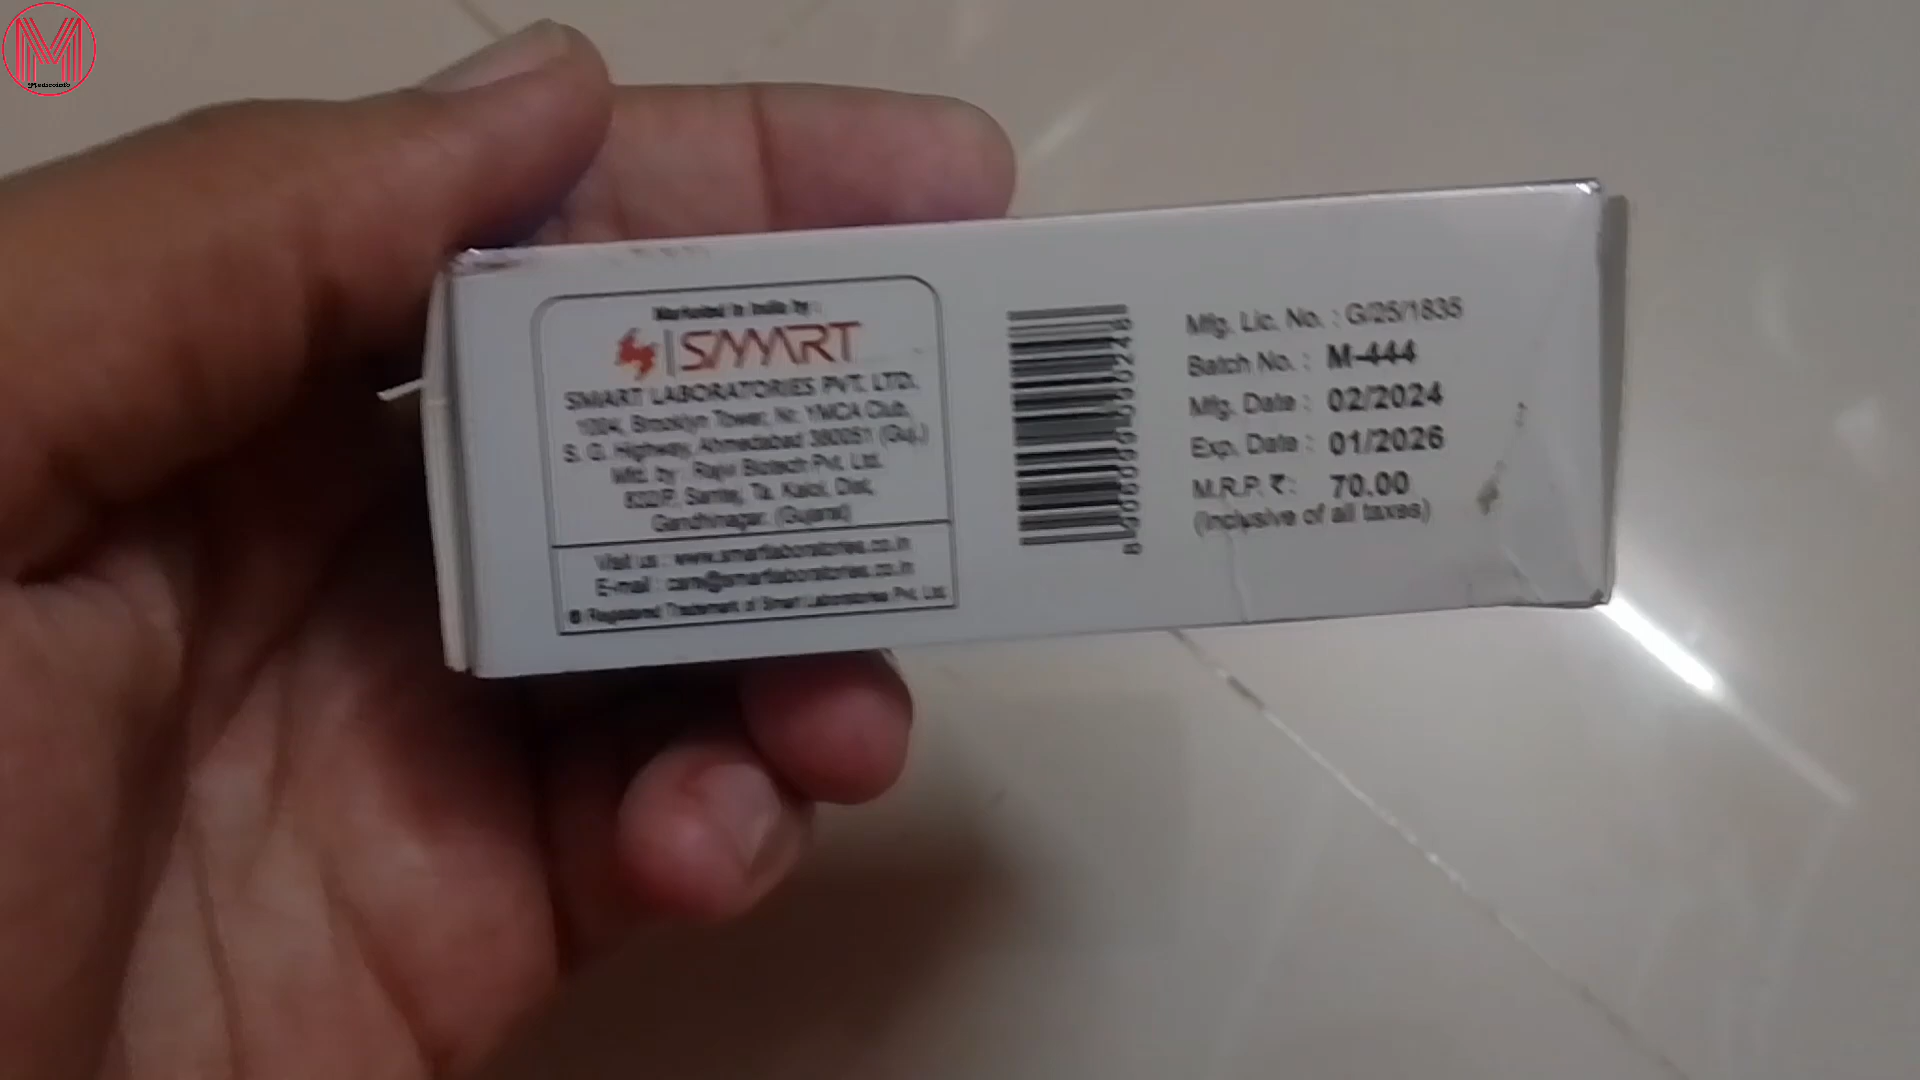 Marketed in India by :
SMART
SMART LABORATORIES PVT. LTD.
1004, Brooklyn Tower, Nr. YMCA Club,
S. G. Highway, Ahmedabad 380051 (Guj.)
Mfd. by : Biotech Pvt. Ltd.
Ta. Kalol, Dist.
Gandhinagar. (Gujarat)
Visit us : www.smartlaboratories.co.in
E-mail : care@smartlaboratories.co.in
® Registered Trademark of Smart Laboratories Pvt. Ltd.
Mfg. Lic. No. : G/25/1835
Batch No. : M-444
Mfg. Date : 02/2024
Exp. Date : 01/2026
M.R.P. ₹ : 70.00
(Inclusive of all taxes)